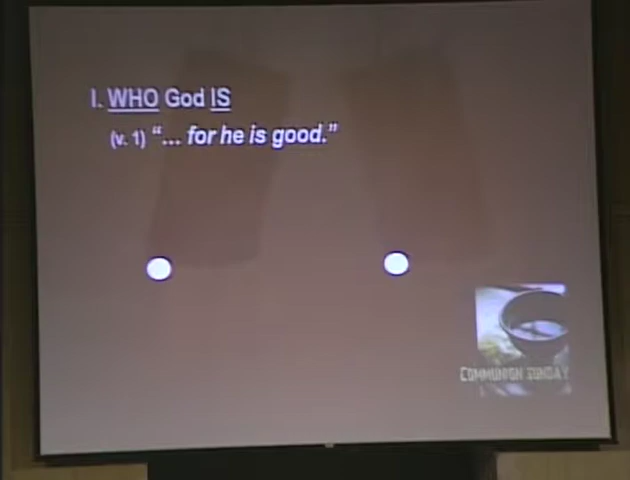 I. WHO God IS
(v. 1) “... for he is good.”
COMMUNION SUNDAY